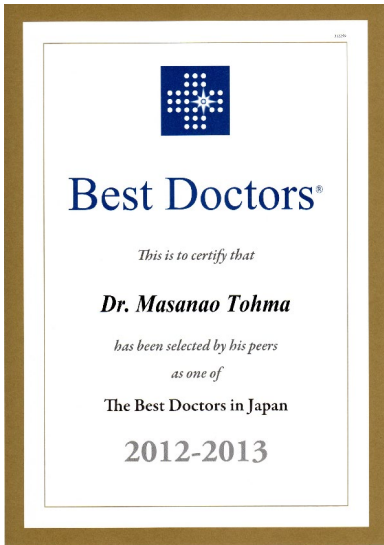 Best Doctors®
This is to certify that
Dr. Masanao Tohma
has been selected by his peers
as one of
The Best Doctors in Japan
2012-2013